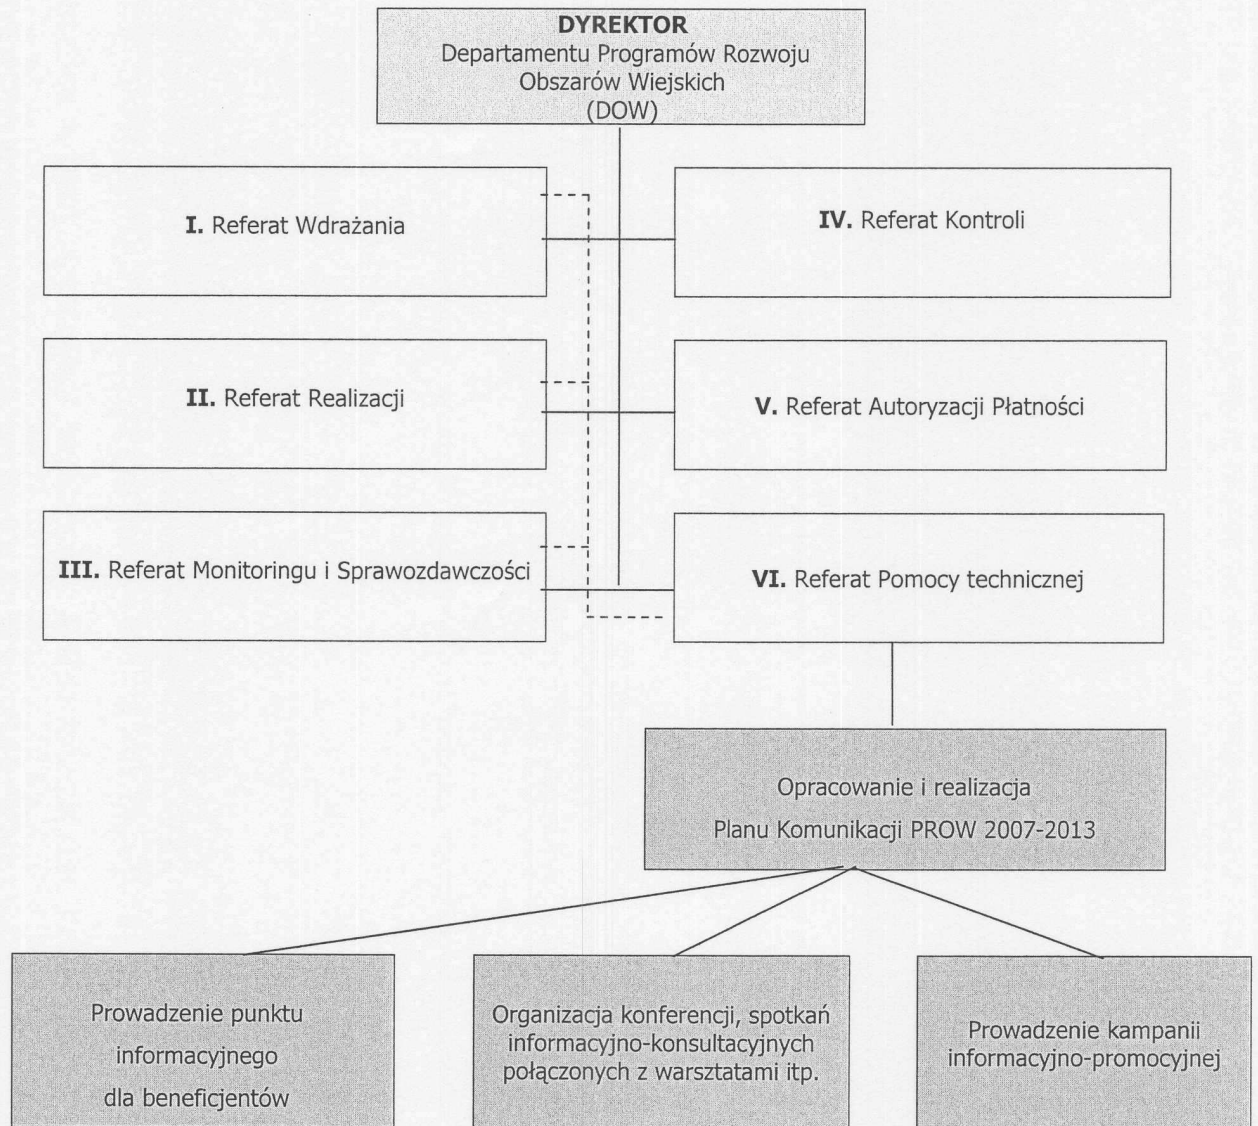 DYREKTOR
Departamentu Programów Rozwoju
Obszarów Wiejskich
(DOW)
I. Referat Wdrażania
IV. Referat Kontroli
II. Referat Realizacji
V. Referat Autoryzacji Płatności
III. Referat Monitoringu i Sprawozdawczości
VI. Referat Pomocy technicznej
Opracowanie i realizacja
Planu Komunikacji PROW 2007-2013
Prowadzenie punktu
informacyjnego
dla beneficjentów
Organizacja konferencji, spotkań
informacyjno-konsultacyjnych
połączonych z warsztatami itp.
Prowadzenie kampanii
informacyjno-promocyjnej